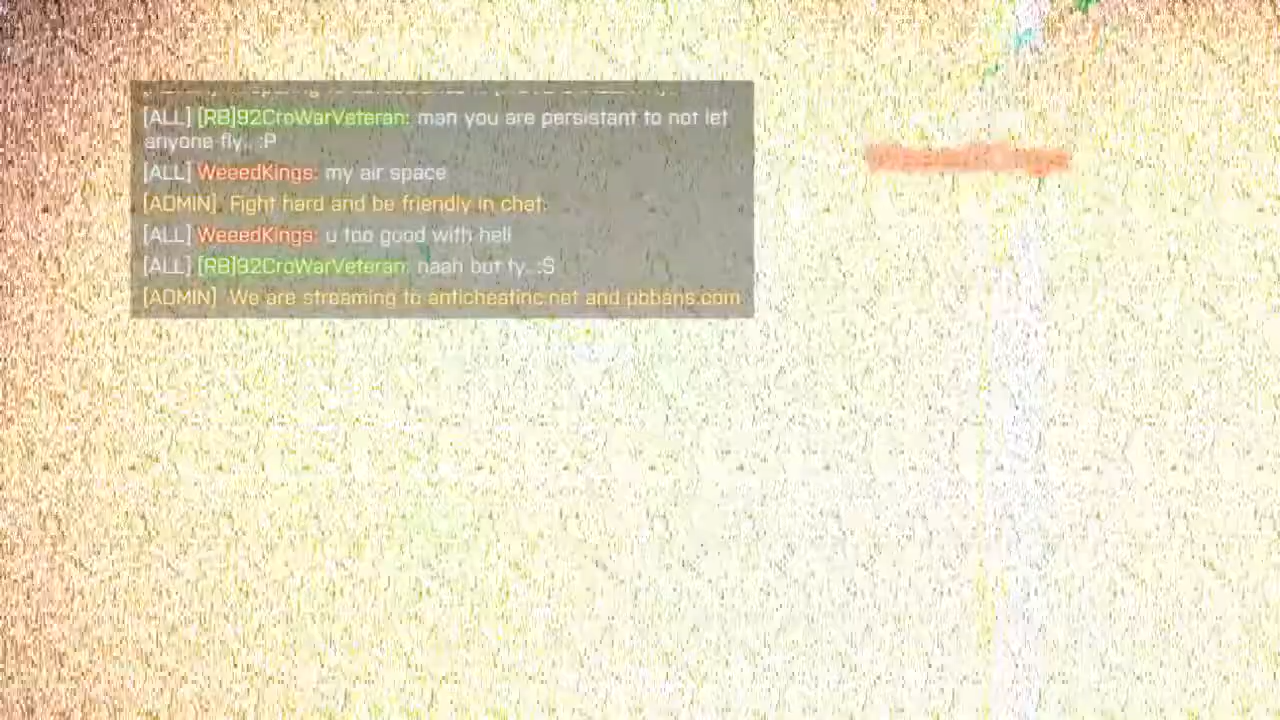 [ALL] [RB]92CroWarVeteran: man you are persistant to not let
anyone fly.. :P
[ALL] WeeedKings: my air space
[ADMIN]: Fight hard and be friendly in chat.
[ALL] WeeedKings: u too good with heli
[ALL] [RB]92CroWarVeteran: naah but ty.. :S
[ADMIN]: We are streaming to anticheatinc.net and pbbans.com
WeeedKings